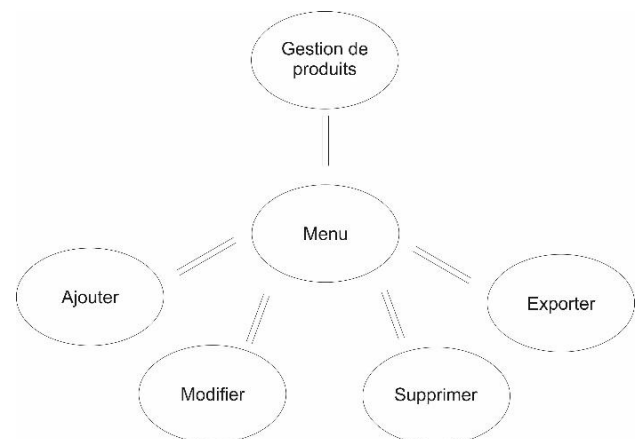 Gestion de
produits
Menu
Ajouter
Exporter
Modifier
Supprimer